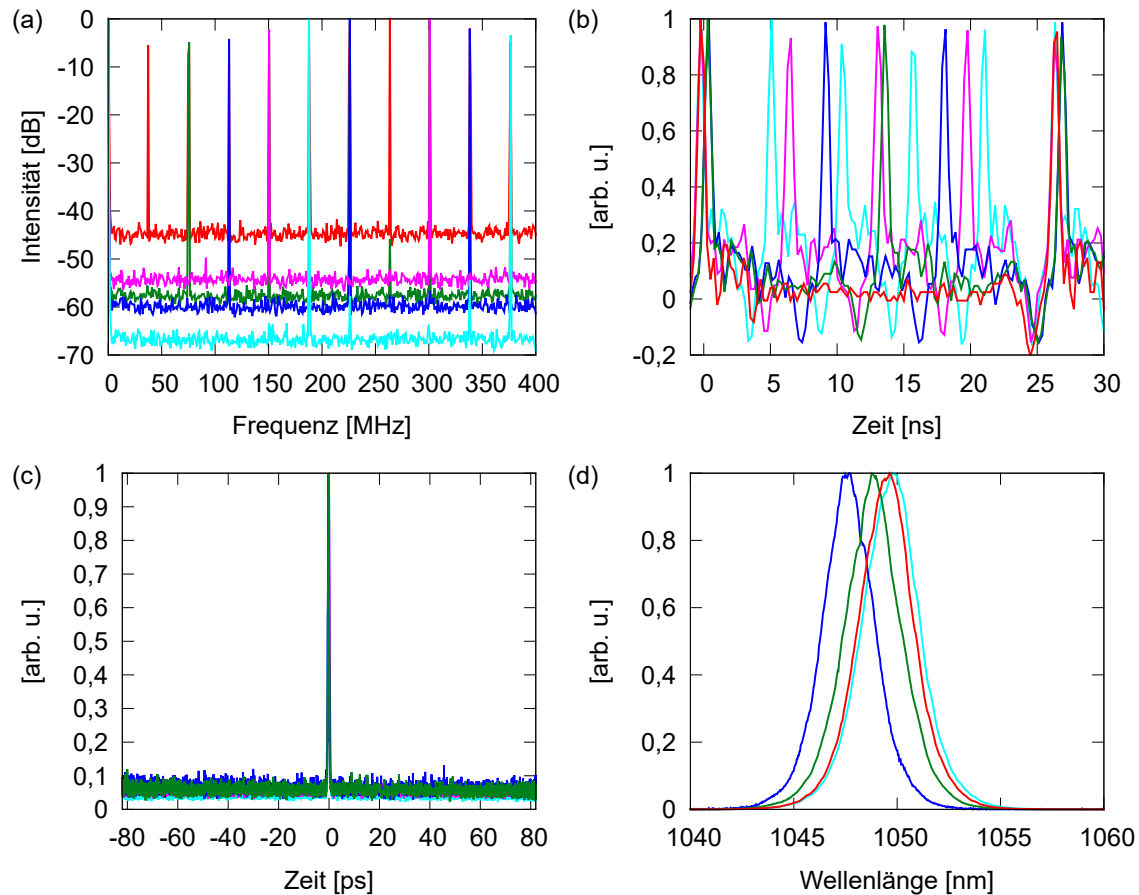 (a)
0
-10
-20
-30
-40
-50
-60
-70
Intensität [dB]
0 50 100 150 200 250 300 350 400
Frequenz [MHz]
(b)
1
0,8
0,6
0,4
0,2
0
-0,2
[arb. u.]
0 5 10 15 20 25 30
Zeit [ns]
(c)
1
0,9
0,8
0,7
0,6
0,5
0,4
0,3
0,2
0,1
0
[arb. u.]
-80 -60 -40 -20 0 20 40 60 80
Zeit [ps]
(d)
1
0,8
0,6
0,4
0,2
0
[arb. u.]
1040 1045 1050 1055 1060
Wellenlänge [nm]